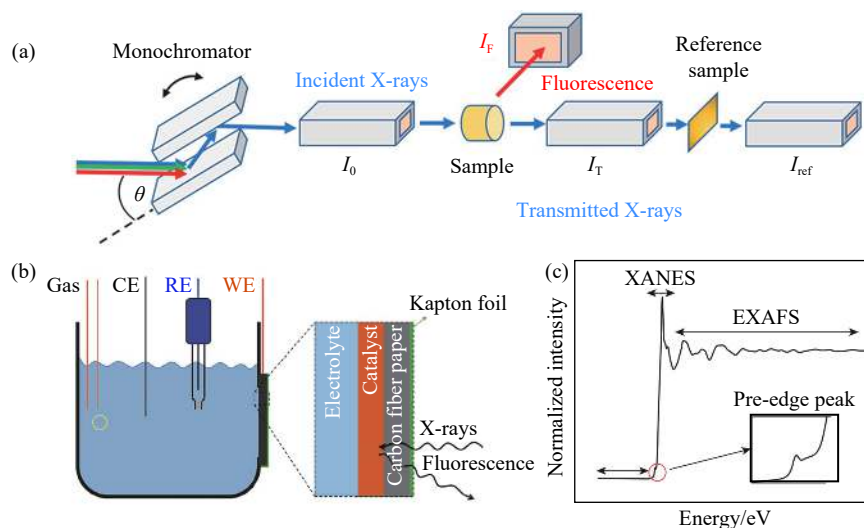 (a)
Monochromator
Incident X-rays
I_F
Fluorescence
Reference
sample
θ
I_0
Sample
I_T
I_ref
Transmitted X-rays
(b)
Gas
CE
RE
WE
Kapton foil
Electrolyte
Catalyst
Carbon fiber paper
X-rays
Fluorescence
(c)
XANES
EXAFS
Pre-edge peak
Normalized intensity
Energy/eV